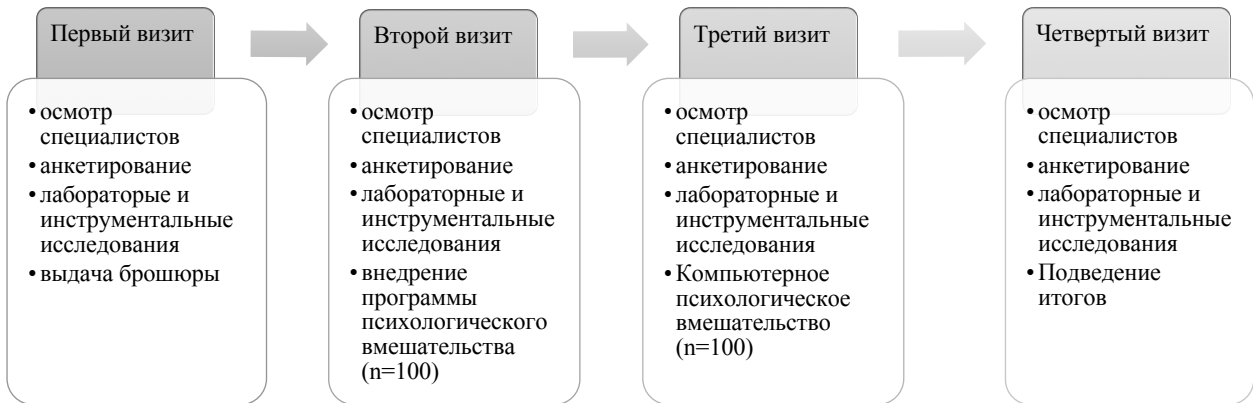 Первый визит
• осмотр
специалистов
• анкетирование
• лабораторые и
инструментальные
исследования
• выдача брошюры
Второй визит
• осмотр
специалистов
• анкетирование
• лабораторные и
инструментальные
исследования
• внедрение
программы
психологического
вмешательства
(n=100)
Третий визит
• осмотр
специалистов
• анкетирование
• лабораторные и
инструментальные
исследования
• Компьютерное
психологическое
вмешательство
(n=100)
Четвертый визит
• осмотр
специалистов
• анкетирование
• лабораторные и
инструментальные
исследования
• Подведение
итогов